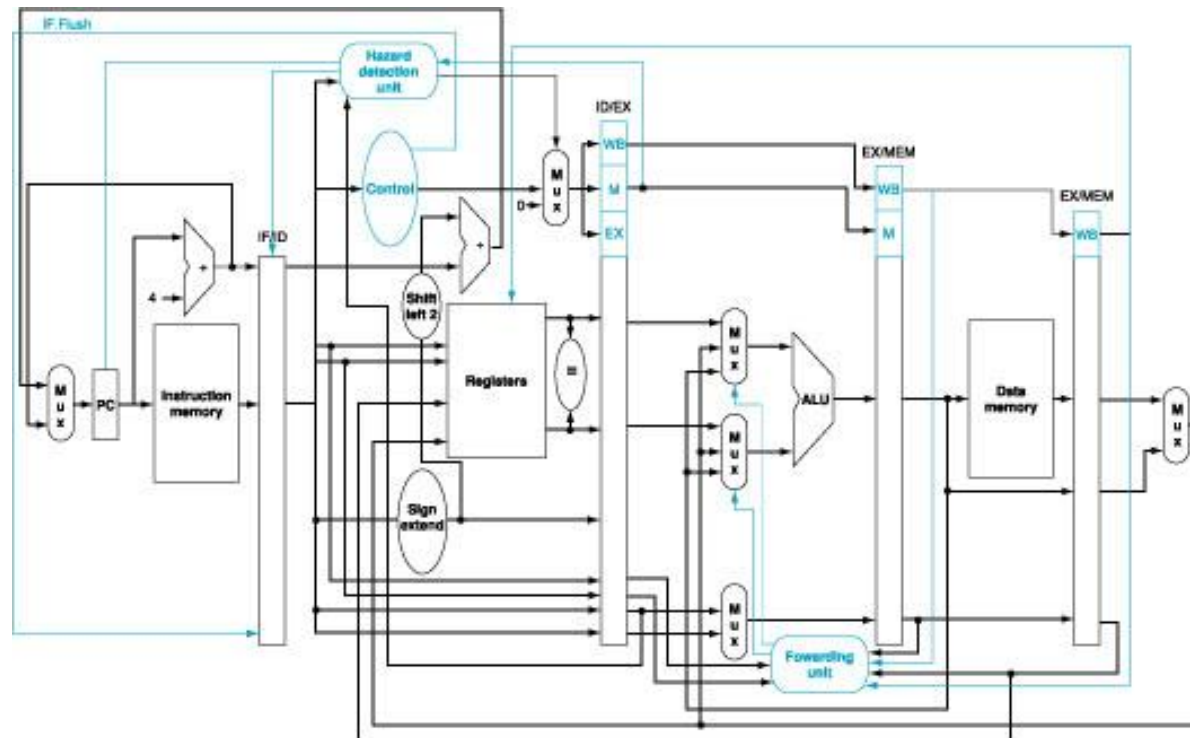 IF.Flush
Hazard
detection
unit
ID/EX
WB
EX/MEM
M
u
x
Control
M
WB
EX/MEM
0
EX
M
WB
IF/ID
+
+
4
Shift
left 2
M
u
x
PC
Instruction
memory
Registers
=
M
u
x
ALU
Data
memory
M
u
x
M
u
x
Sign
extend
M
u
x
Fowarding
unit